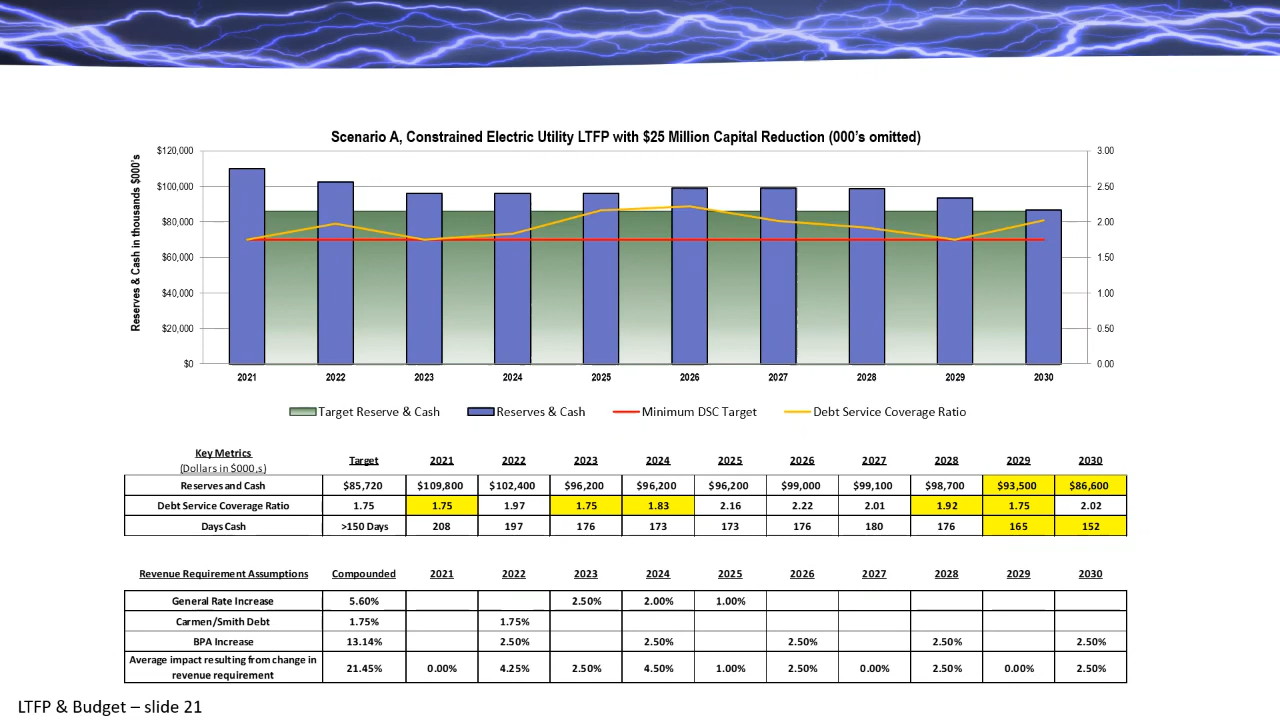 Scenario A, Constrained Electric Utility LTFP with $25 Million Capital Reduction (000's omitted)
Reserves & Cash in thousands $000's
$120,000
$100,000
$80,000
$60,000
$40,000
$20,000
$0
3.00
2.50
2.00
1.50
1.00
0.50
0.00
2021 2022 2023 2024 2025 2026 2027 2028 2029 2030
Target Reserve & Cash Reserves & Cash Minimum DSC Target Debt Service Coverage Ratio
Key Metrics
(Dollars in $000,s)
Target 2021 2022 2023 2024 2025 2026 2027 2028 2029 2030
Reserves and Cash $85,720 $109,800 $102,400 $96,200 $96,200 $96,200 $99,000 $99,100 $98,700 $93,500 $86,600
Debt Service Coverage Ratio 1.75 1.75 1.97 1.75 1.83 2.16 2.22 2.01 1.92 1.75 2.02
Days Cash >150 Days 208 197 176 173 173 176 180 176 165 152
Revenue Requirement Assumptions Compounded 2021 2022 2023 2024 2025 2026 2027 2028 2029 2030
General Rate Increase 5.60% 2.50% 2.00% 1.00%
Carmen/Smith Debt 1.75% 1.75%
BPA Increase 13.14% 2.50% 2.50% 2.50% 2.50% 2.50%
Average impact resulting from change in
revenue requirement 21.45% 0.00% 4.25% 2.50% 4.50% 1.00% 2.50% 0.00% 2.50% 0.00% 2.50%
LTFP & Budget – slide 21